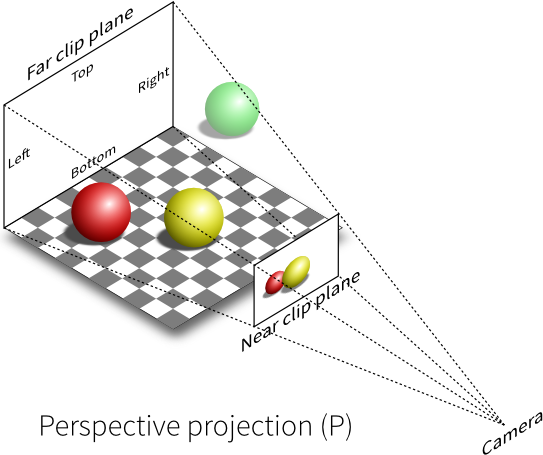 Far clip plane
Top
Right
Left
Bottom
Near clip plane
Perspective projection (P)
Camera